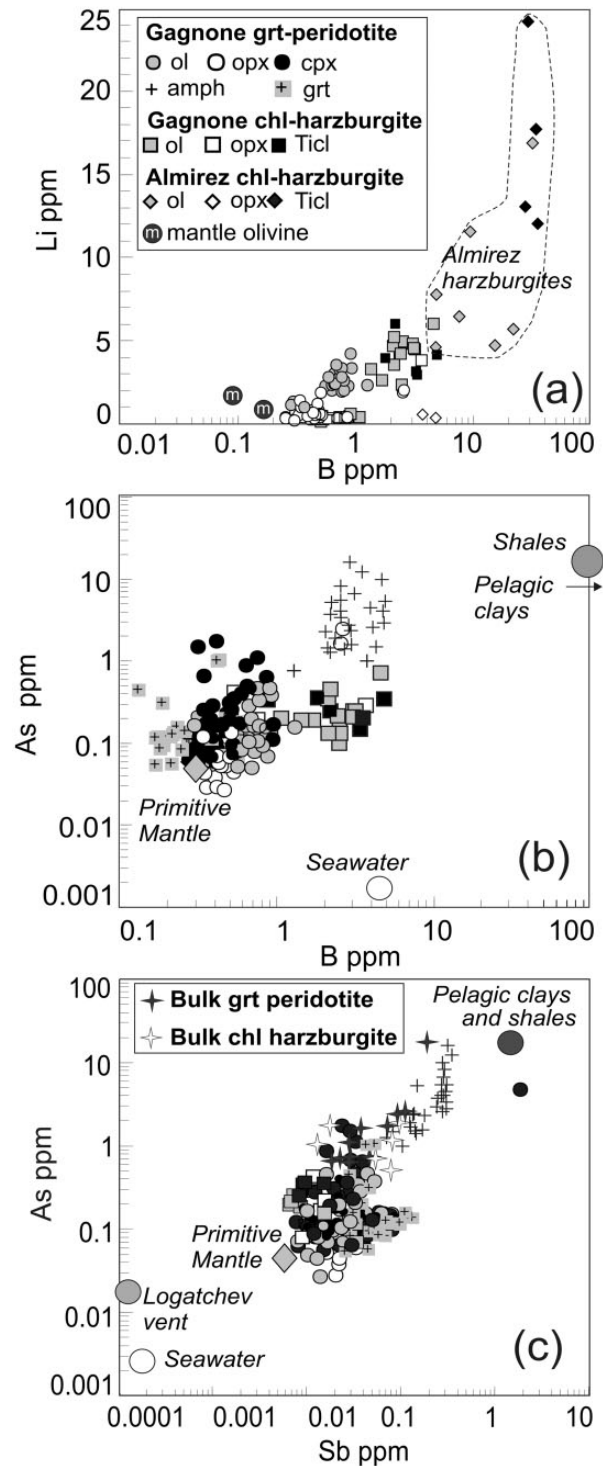 25
20
15
10
5
0
Li ppm
Gagnone grt-peridotite
ol opx cpx
+ amph grt
Gagnone chl-harzburgite
ol opx Ticl
Almirez chl-harzburgite
ol opx Ticl
m mantle olivine
Almirez
harzburgites
m
m
(a)
0.01 0.1 1 10 100
B ppm
100
10
1
0.1
0.01
0.001
As ppm
Shales
Pelagic
clays
Primitive
Mantle
Seawater
(b)
0.1 1 10 100
B ppm
100
10
1
0.1
0.01
0.001
As ppm
Bulk grt peridotite
Bulk chl harzburgite
Pelagic clays
and shales
Primitive
Mantle
Logatchev
vent
Seawater
(c)
0.0001 0.001 0.01 0.1 1 10
Sb ppm